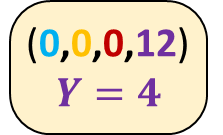 (0,0,0,12)
Y = 4